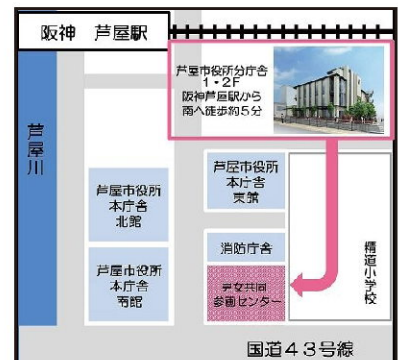 阪神 芦屋駅
芦屋市役所分庁舎
1・2F
阪神芦屋駅から
南へ徒歩約5分
芦屋川
芦屋市役所
本庁舎
北館
芦屋市役所
本庁舎
東館
消防庁舎
芦屋市役所
本庁舎
南館
男女共同
参画センター
精道小学校
国道43号線